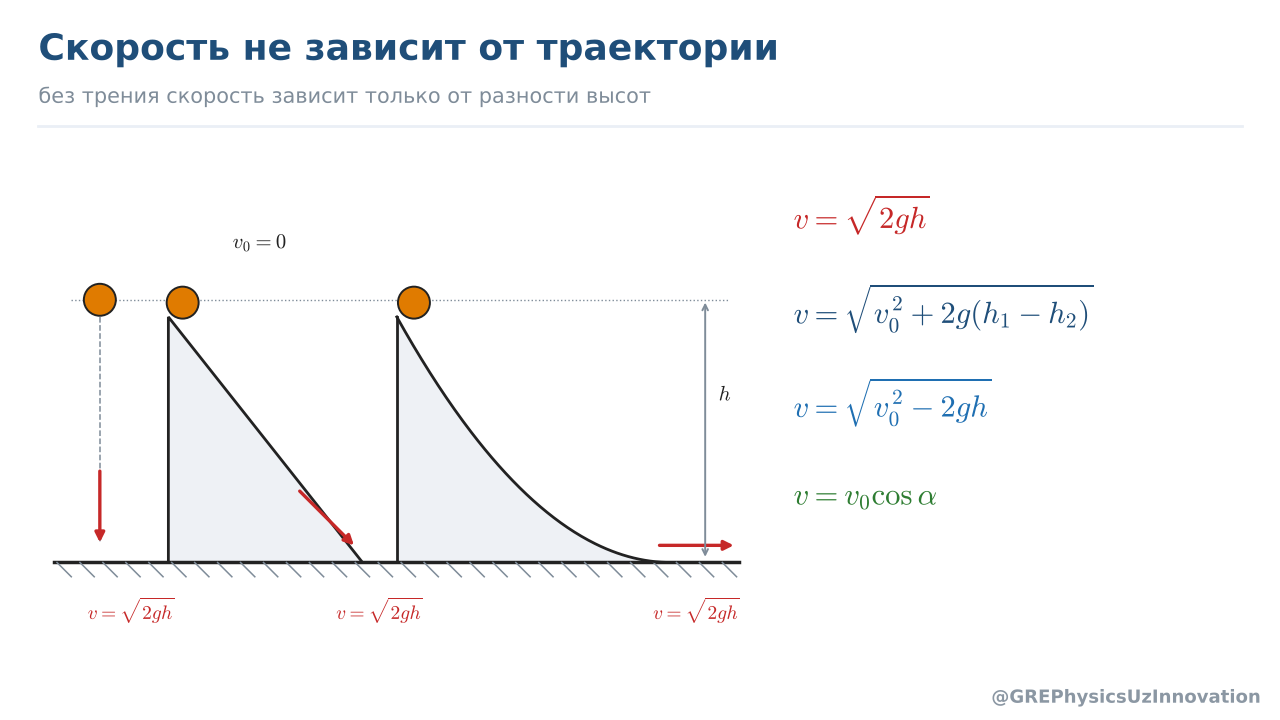 Скорость не зависит от траектории
без трения скорость зависит только от разности высот
v₀ = 0
h
v = √2gh
v = √2gh
v = √2gh
v = √2gh
v = √v₀² + 2g(h₁ − h₂)
v = √v₀² − 2gh
v = v₀cos α
@GREPhysicsUzInnovation